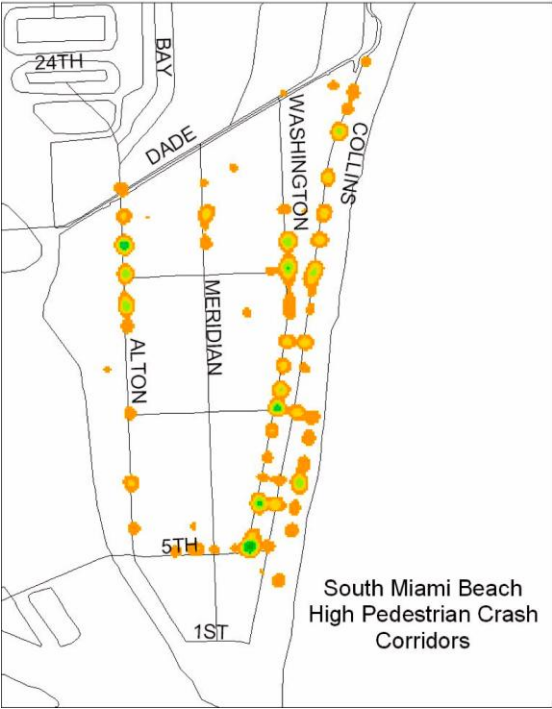 24TH
BAY
DADE
WASHINGTON
COLLINS
MERIDIAN
ALTON
5TH
1ST
South Miami Beach
High Pedestrian Crash
Corridors